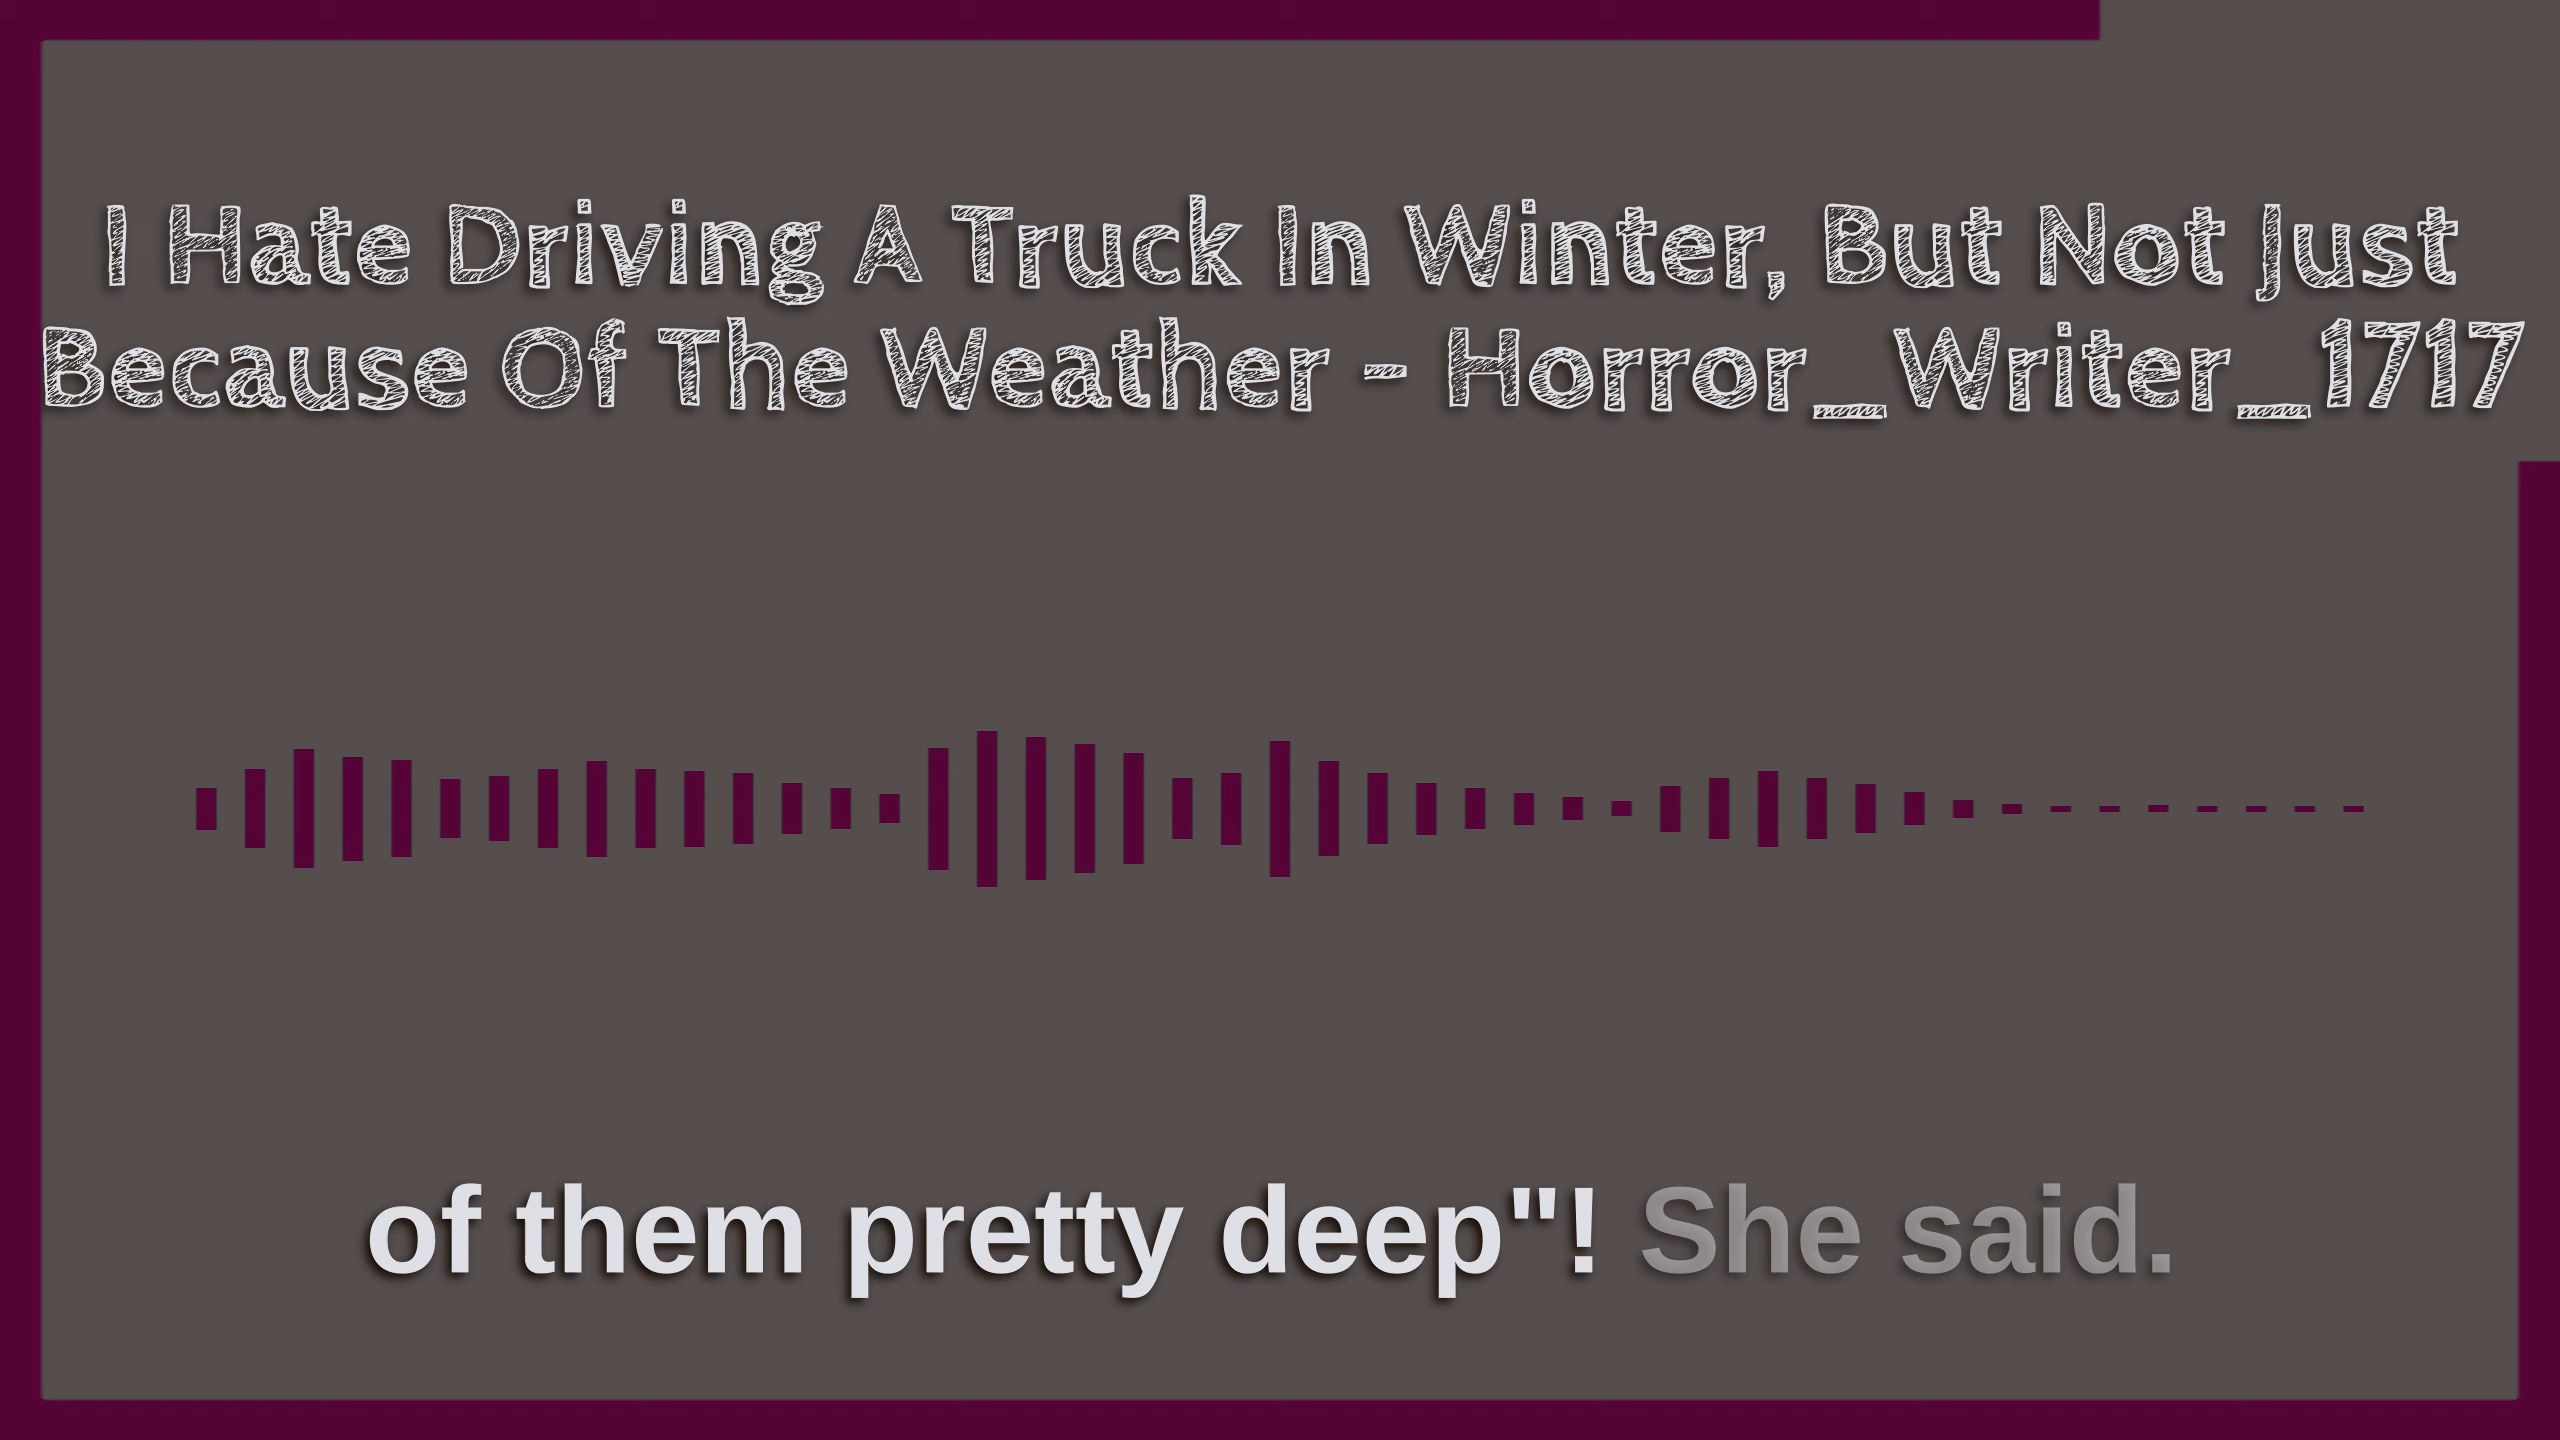 I Hate Driving A Truck In Winter, But Not Just
Because Of The Weather - Horror_Writer_1717
of them pretty deep"! She said.